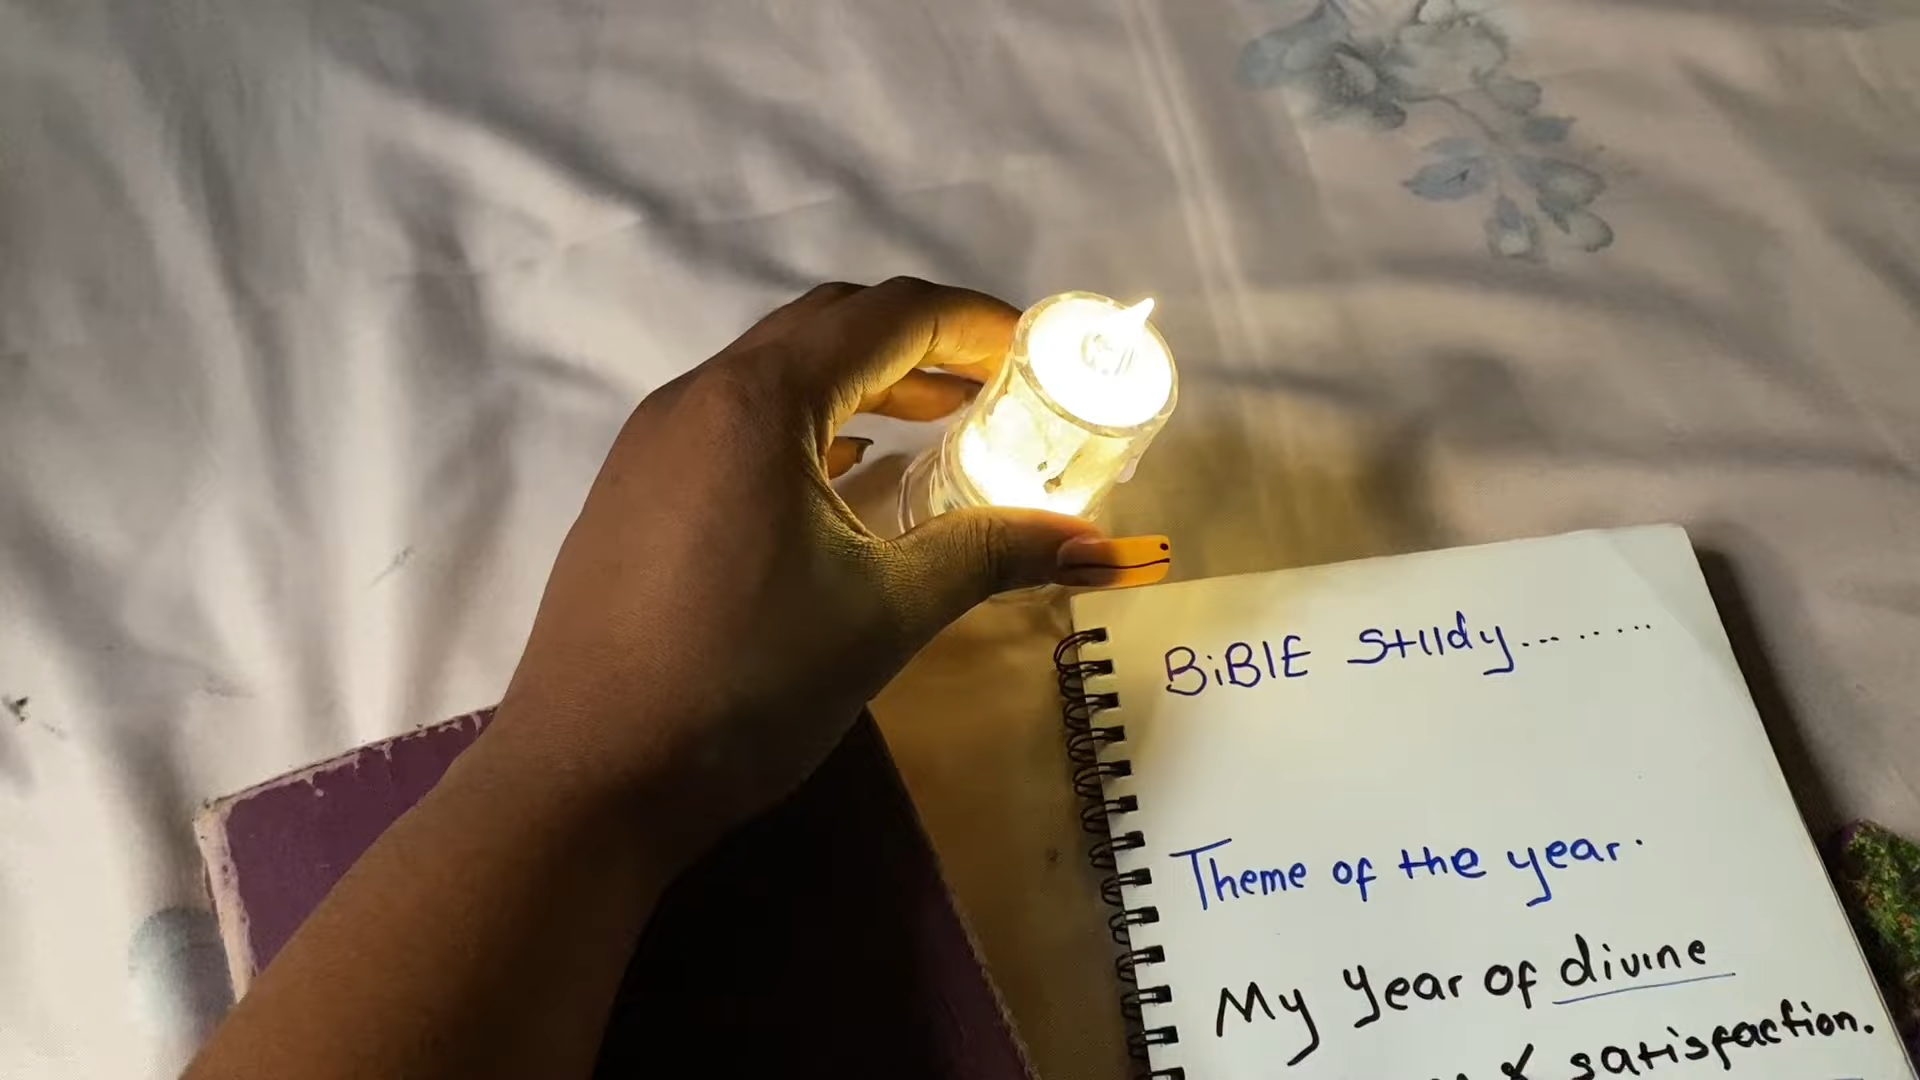 BiBlE Study.........
Theme of the year.
My year of divine
& satisfaction.